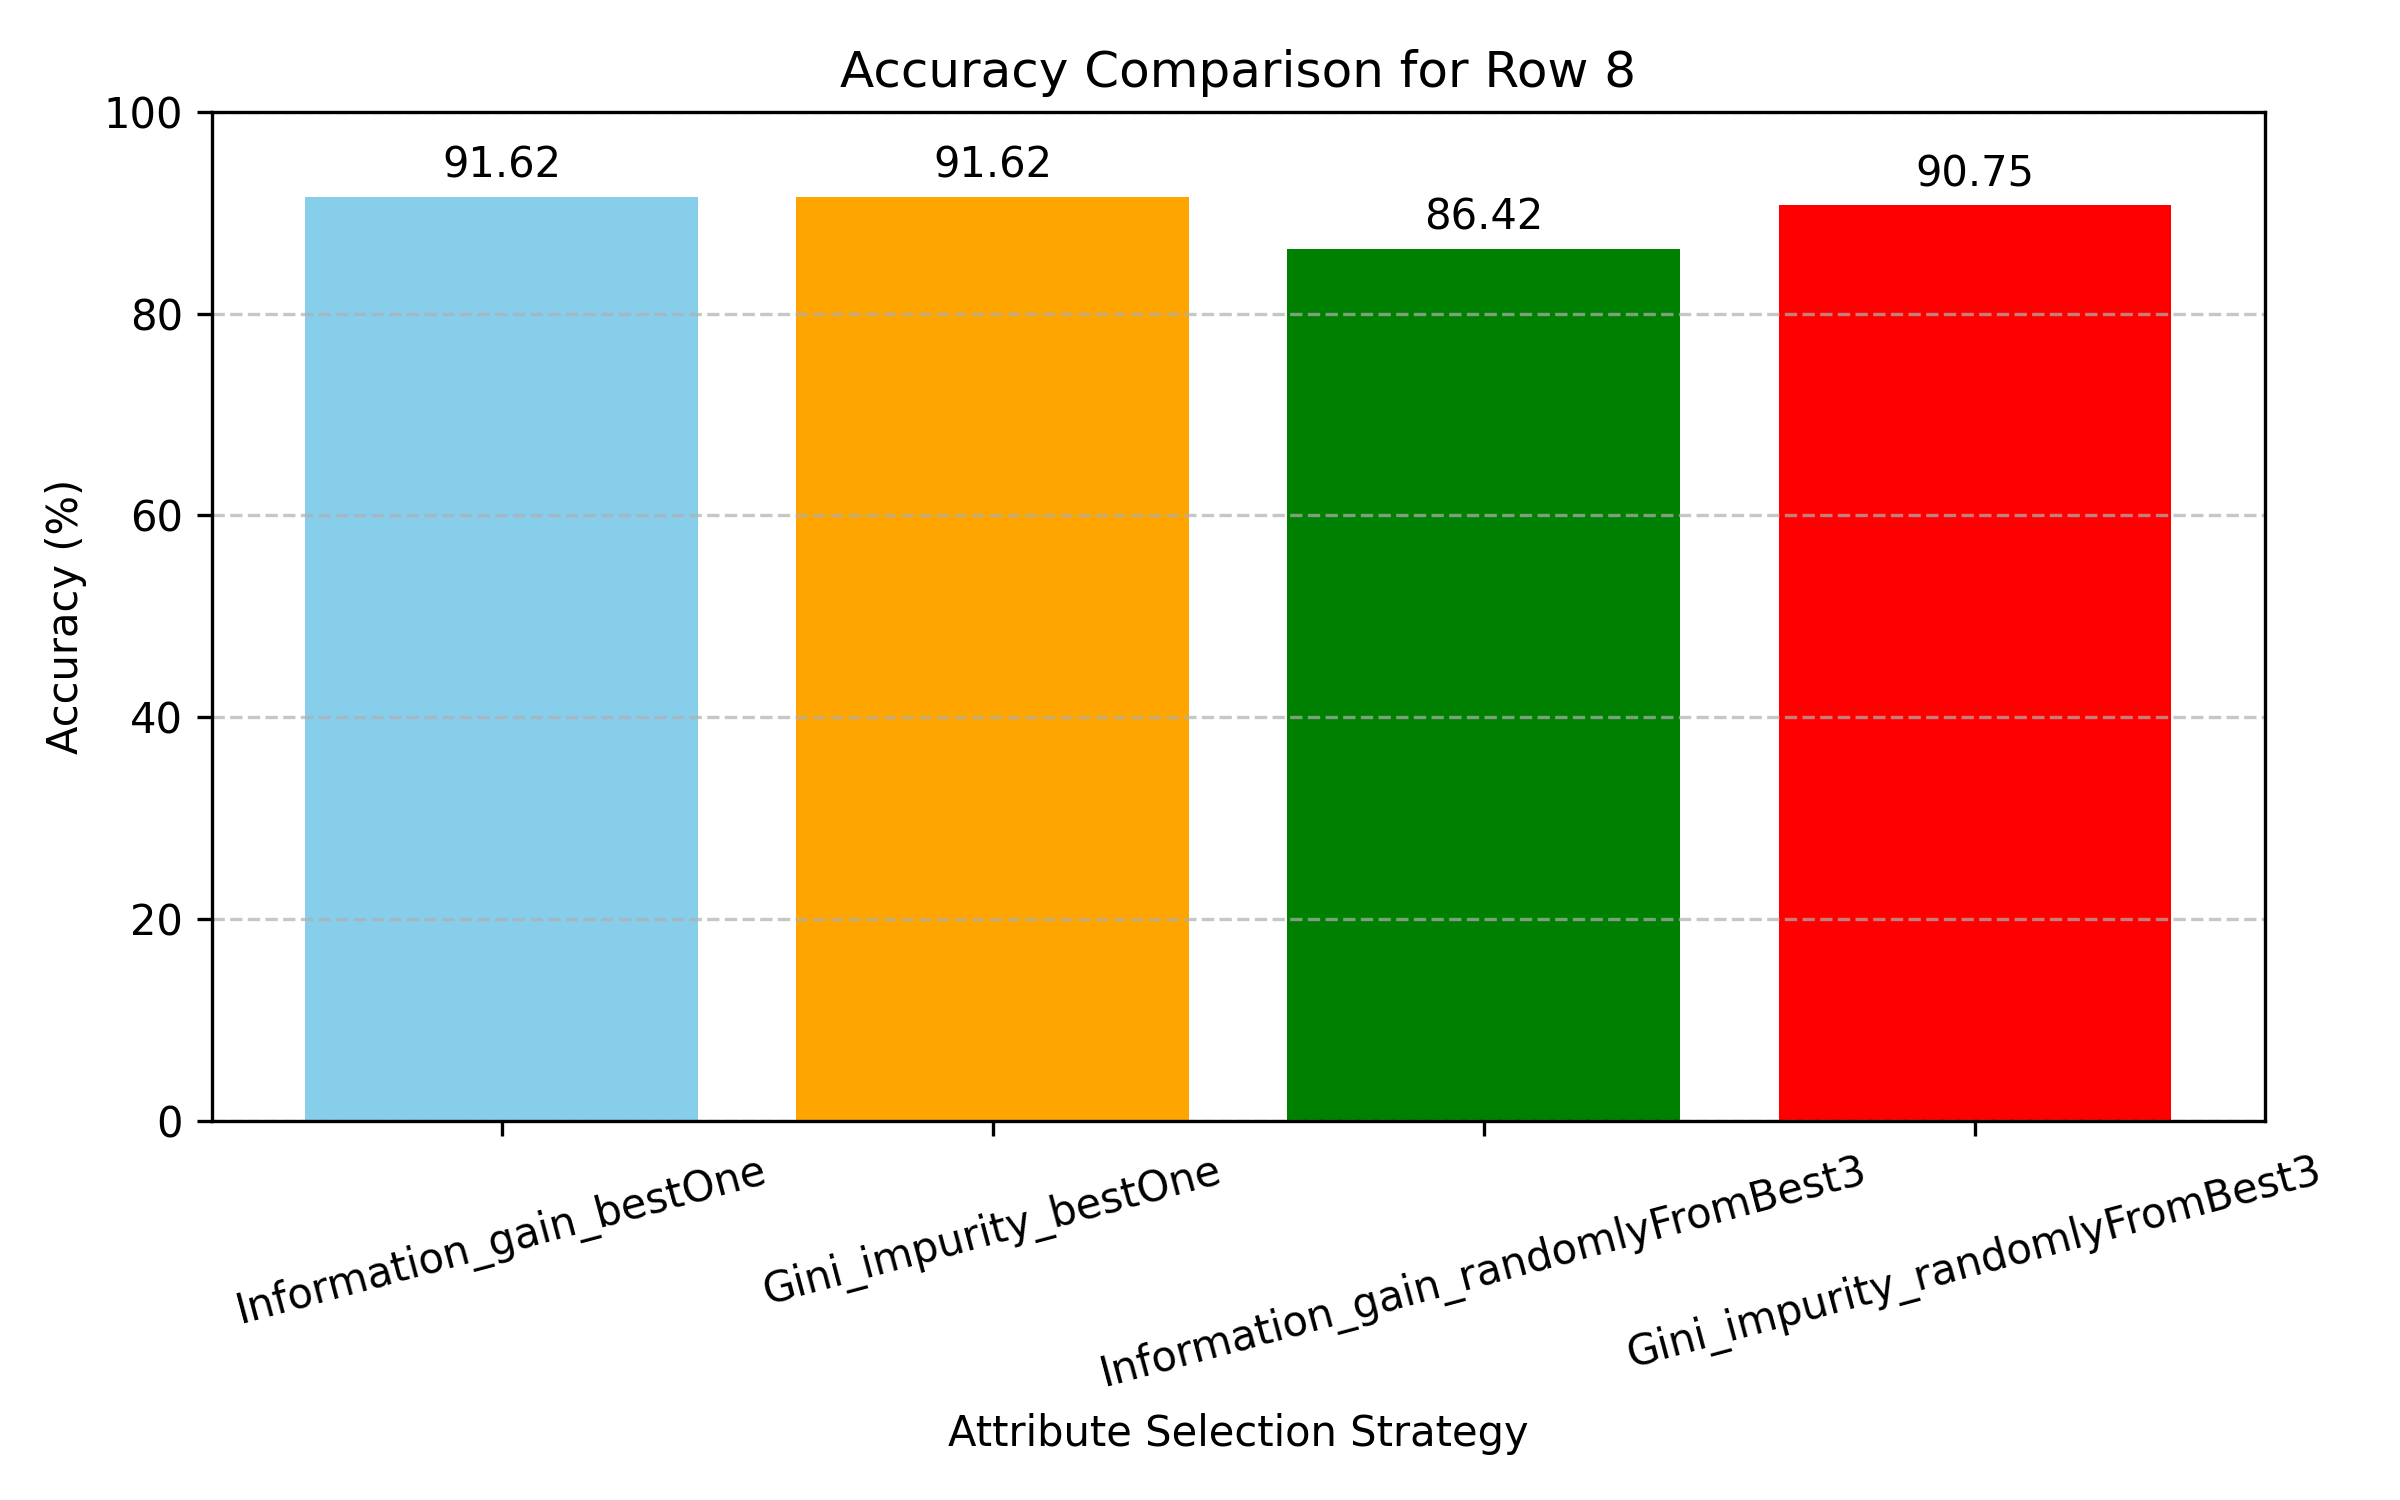 Accuracy Comparison for Row 8
Accuracy (%)
100
80
60
40
20
0
91.62
91.62
86.42
90.75
Information_gain_bestOne
Gini_impurity_bestOne
Information_gain_randomlyFromBest3
Gini_impurity_randomlyFromBest3
Attribute Selection Strategy